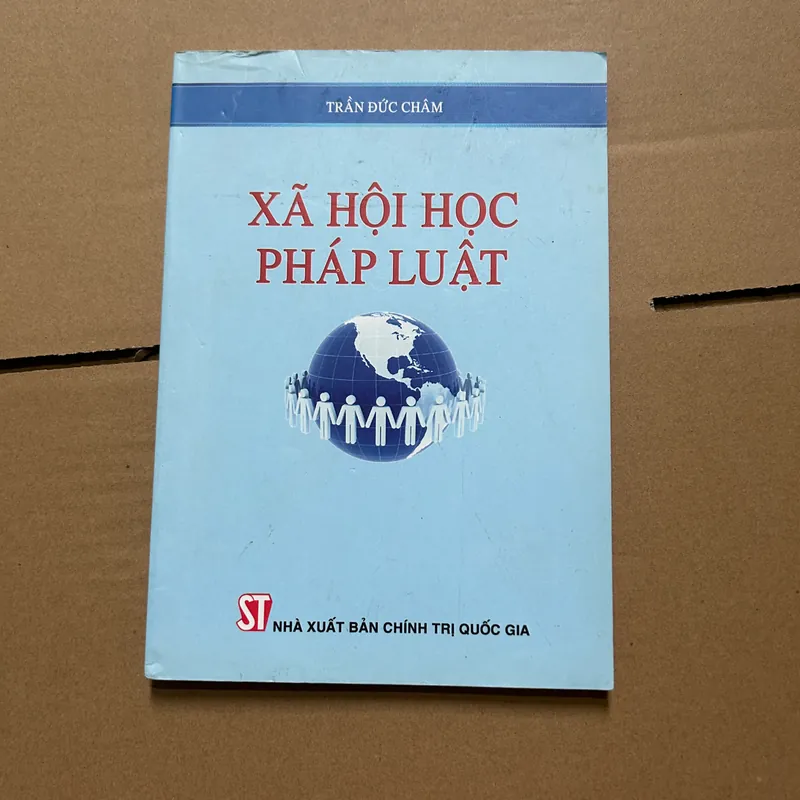 TRẦN ĐỨC CHÂM
XÃ HỘI HỌC
PHÁP LUẬT
ST NHÀ XUẤT BẢN CHÍNH TRỊ QUỐC GIA